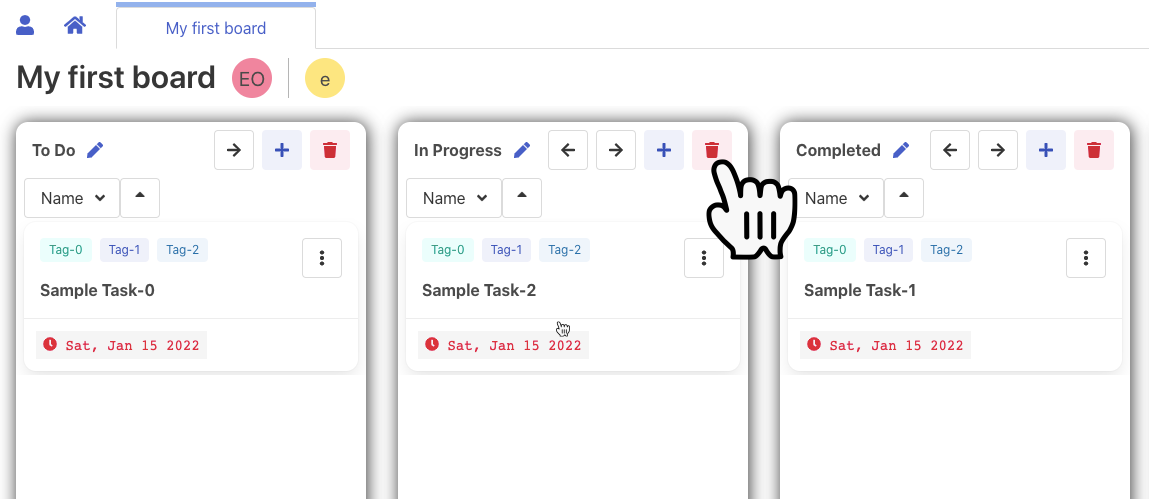 My first board
My first board EO e
To Do
Name
Tag-0 Tag-1 Tag-2
Sample Task-0
Sat, Jan 15 2022
In Progress
Name
Tag-0 Tag-1 Tag-2
Sample Task-2
Sat, Jan 15 2022
Completed
Name
Tag-0 Tag-1 Tag-2
Sample Task-1
Sat, Jan 15 2022